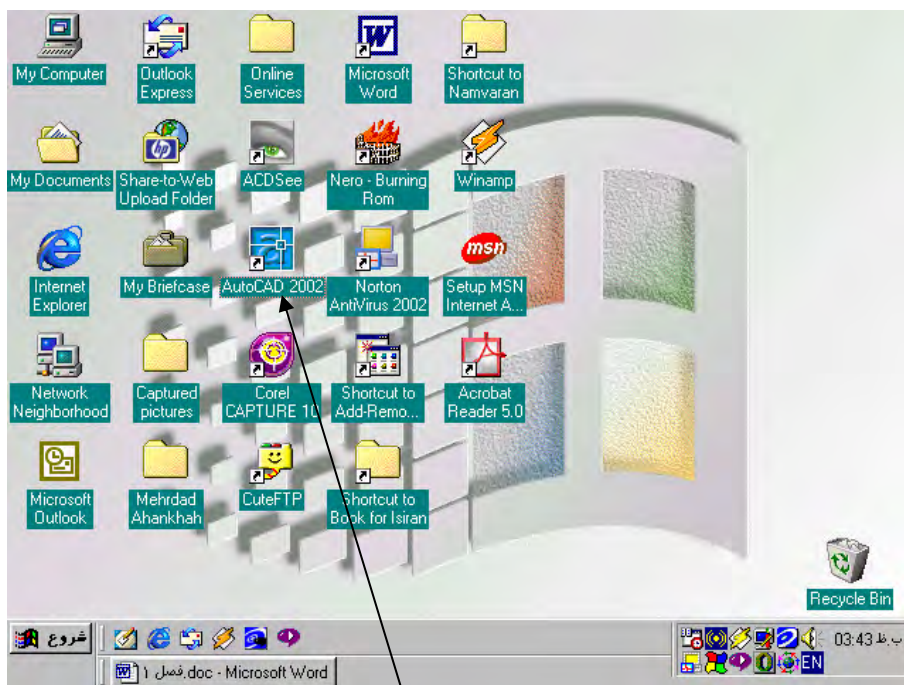 My Computer
Outlook
Express
Online
Services
W
Microsoft
Word
Shortcut to
Namvaran
My Documents
hp
Share-to-Web
Upload Folder
ACDSee
Nero - Burning
Rom
Winamp
Internet
Explorer
My Briefcase
AutoCAD 2002
Norton
AntiVirus 2002
msn
Setup MSN
Internet A...
Network
Neighborhood
Captured
pictures
Corel
CAPTURE 10
Shortcut to
Add-Remo...
Acrobat
Reader 5.0
Microsoft
Outlook
Mehrdad
Ahankhah
CuteFTP
Shortcut to
Book for Isiran
Recycle Bin
شروع
03:43 ب.ظ
EN
فصل ۱.doc - Microsoft Word